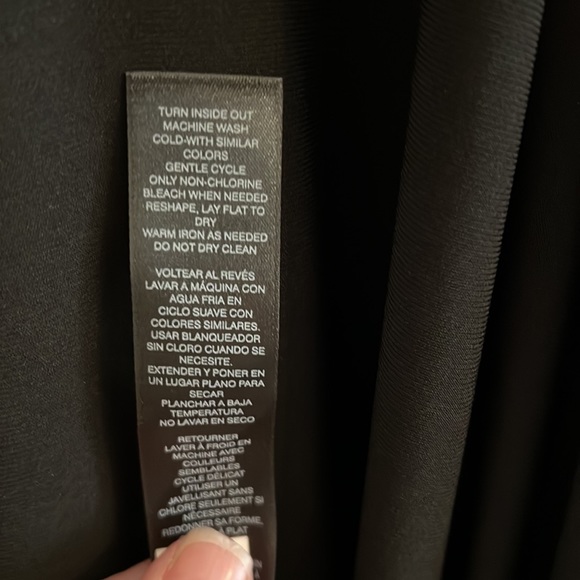 TURN INSIDE OUT
MACHINE WASH
COLD-WITH SIMILAR
COLORS
GENTLE CYCLE
ONLY NON-CHLORINE
BLEACH WHEN NEEDED
RESHAPE, LAY FLAT TO
DRY
WARM IRON AS NEEDED
DO NOT DRY CLEAN
VOLTEAR AL REVÉS
LAVAR A MÁQUINA CON
AGUA FRIA EN
CICLO SUAVE CON
COLORES SIMILARES.
USAR BLANQUEADOR
SIN CLORO CUANDO SE
NECESITE.
EXTENDER Y PONER EN
UN LUGAR PLANO PARA
SECAR
PLANCHAR A BAJA
TEMPERATURA
NO LAVAR EN SECO
RETOURNER
LAVER À FROID EN
MACHINE AVEC
COULEURS
SEMBLABLES
CYCLE DÉLICAT
UTILISER UN
JAVELLISANT SANS
CHLORE SEULEMENT SI
NÉCESSAIRE
REDONNER SA FORME,
À PLAT